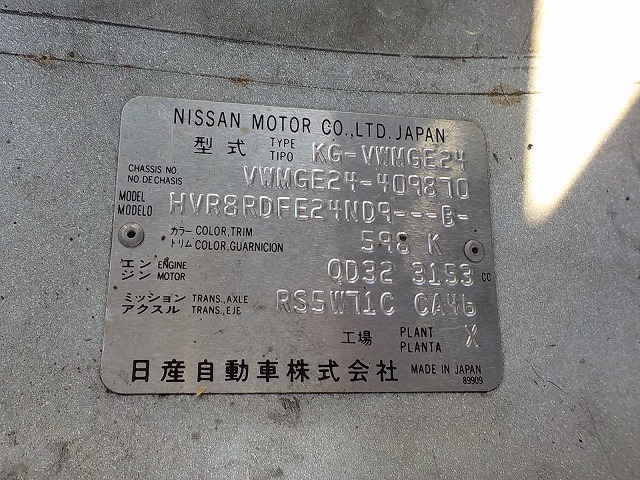 NISSAN MOTOR CO.,LTD. JAPAN
型式 TYPE TIPO KG-VWMGE24
CHASSIS NO. NO.DE CHASIS VWMGE24-409870
MODEL MODELO HVR8RDFE24ND9---B-
カラー COLOR,TRIM
トリム COLOR,GUARNICION 598 K
エンジン ENGINE MOTOR QD32 3153 cc
ミッション TRANS.,AXLE
アクスル TRANS.,EJE RS5W71C CA46
工場 PLANT PLANTA X
日産自動車株式会社 MADE IN JAPAN
89909